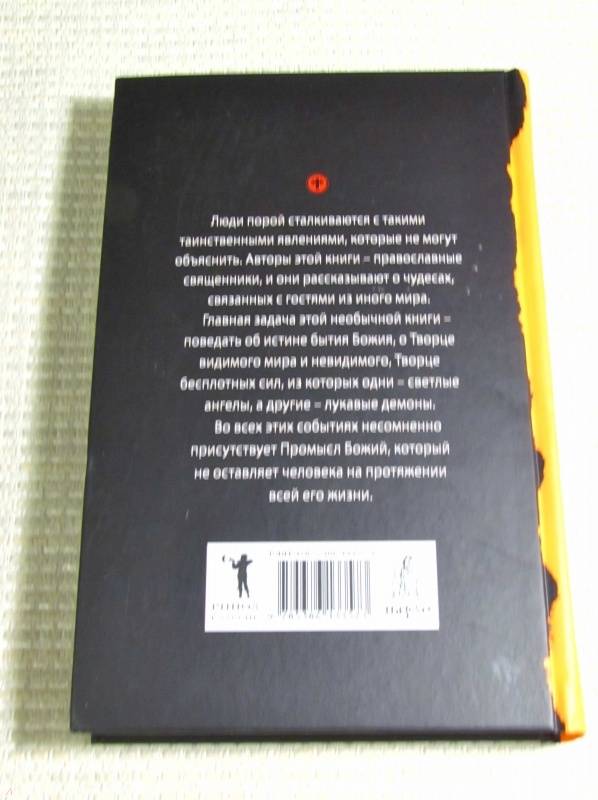 Люди порой сталкиваются с такими
таинственными явлениями, которые не могут
объяснить. Авторы этой книги – православные
священники, и они рассказывают о чудесах,
связанных с гостями из иного мира.
Главная задача этой необычной книги –
поведать об истине бытия Божия, о Творце
видимого мира и невидимого, Творце
бесплотных сил, из которых одни – светлые
ангелы, а другие – лукавые демоны.
Во всех этих событиях несомненно
присутствует Промысл Божий, который
не оставляет человека на протяжении
всей его жизни.